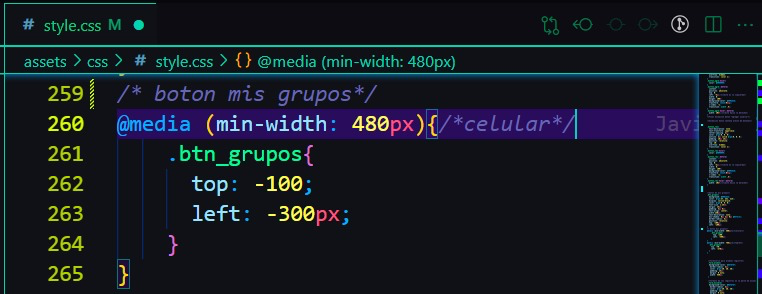 # style.css M
assets > css > # style.css > {} @media (min-width: 480px)
259 /* boton mis grupos*/
260 @media (min-width: 480px){/*celular*/ Javi
261 .btn_grupos{
262 top: -100;
263 left: -300px;
264 }
265 }